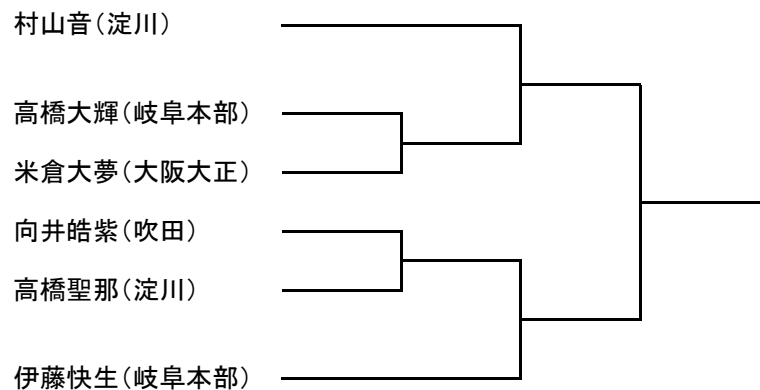 村山音（淀川）
高橋大輝（岐阜本部）
米倉大夢（大阪大正）
向井皓紫（吹田）
高橋聖那（淀川）
伊藤快生（岐阜本部）